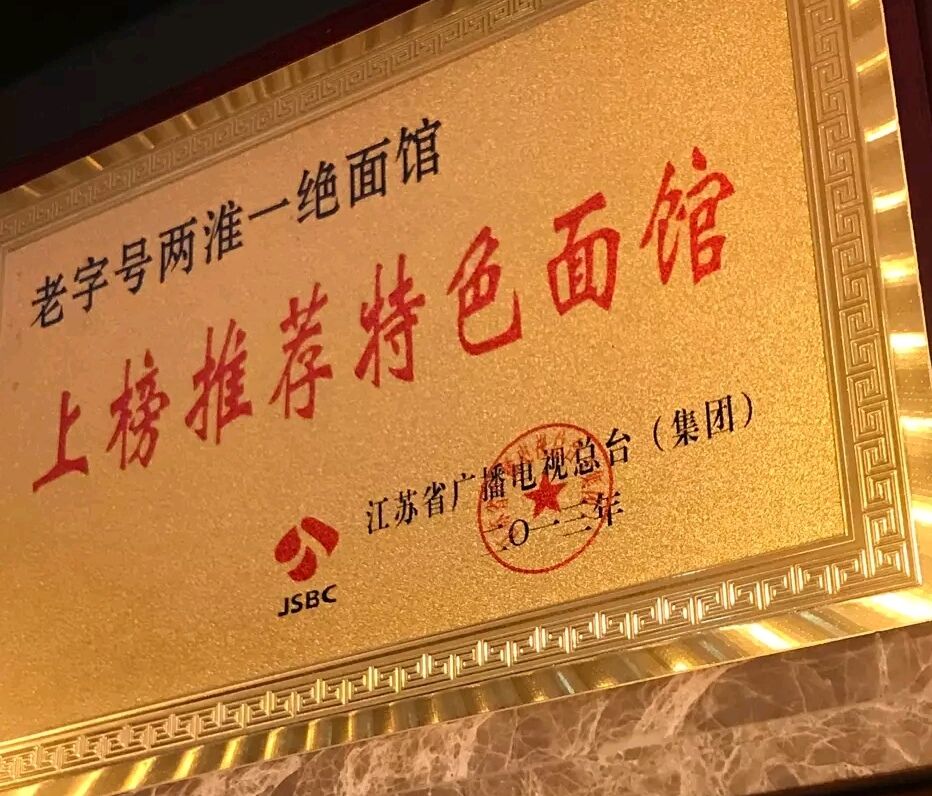 老字号两淮一绝面馆
上榜推荐特色面馆
江苏省广播电视总台（集团）
二〇一三年
JSBC